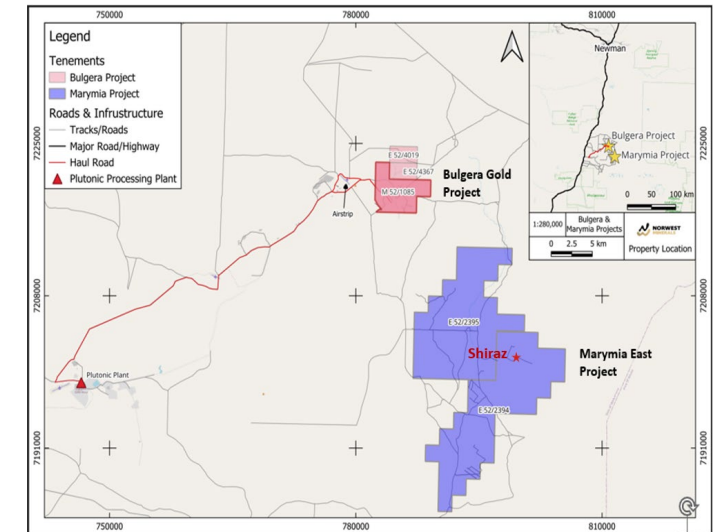 750000
780000
810000
Legend
Tenements
Bulgera Project
Marymia Project
Roads & Infrustructure
Tracks/Roads
Major Road/Highway
Haul Road
Plutonic Processing Plant
Newman
Bulgera Project
Marymia Project
0 50 100 km
1:280,000
Bulgera &
Marymia Projects
NORWEST
MINERALS
0 2.5 5 km
Property Location
7225000
7225000
E 52/4019
E 52/4367
M 52/1085
Bulgera Gold
Project
Airstrip
7208000
7208000
E 52/2395
Shiraz
Marymia East
Project
Plutonic Plant
E 52/2394
7191000
7191000
750000
780000
810000